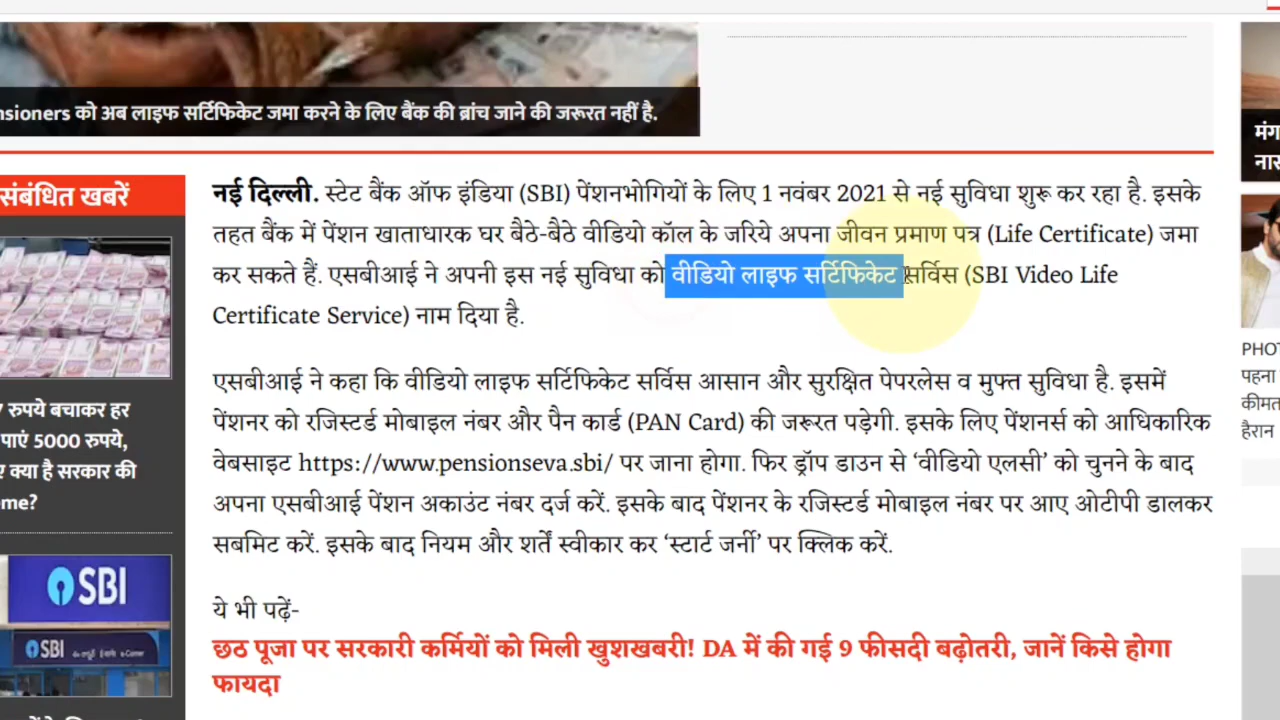 nsioners को अब लाइफ सर्टिफिकेट जमा करने के लिए बैंक की ब्रांच जाने की जरूरत नहीं है.
मंग
नास
संबंधित खबरें
नई दिल्ली. स्टेट बैंक ऑफ इंडिया (SBI) पेंशनभोगियों के लिए 1 नवंबर 2021 से नई सुविधा शुरू कर रहा है. इसके
तहत बैंक में पेंशन खाताधारक घर बैठे-बैठे वीडियो कॉल के जरिये अपना जीवन प्रमाण पत्र (Life Certificate) जमा
कर सकते हैं. एसबीआई ने अपनी इस नई सुविधा को वीडियो लाइफ सर्टिफिकेट सर्विस (SBI Video Life
Certificate Service) नाम दिया है.
एसबीआई ने कहा कि वीडियो लाइफ सर्टिफिकेट सर्विस आसान और सुरक्षित पेपरलेस व मुफ्त सुविधा है. इसमें
पेंशनर को रजिस्टर्ड मोबाइल नंबर और पैन कार्ड (PAN Card) की जरूरत पड़ेगी. इसके लिए पेंशनर्स को आधिकारिक
वेबसाइट https://www.pensionseva.sbi/ पर जाना होगा. फिर ड्रॉप डाउन से ‘वीडियो एलसी’ को चुनने के बाद
अपना एसबीआई पेंशन अकाउंट नंबर दर्ज करें. इसके बाद पेंशनर के रजिस्टर्ड मोबाइल नंबर पर आए ओटीपी डालकर
सबमिट करें. इसके बाद नियम और शर्तें स्वीकार कर ‘स्टार्ट जर्नी’ पर क्लिक करें.
ये भी पढ़ें-
छठ पूजा पर सरकारी कर्मियों को मिली खुशखबरी! DA में की गई 9 फीसदी बढ़ोतरी, जानें किसे होगा
फायदा
रुपये बचाकर हर
पाएं 5000 रुपये,
क्या है सरकार की
me?
SBI
SBI
PHOT
पहना
कीमत
हैरान